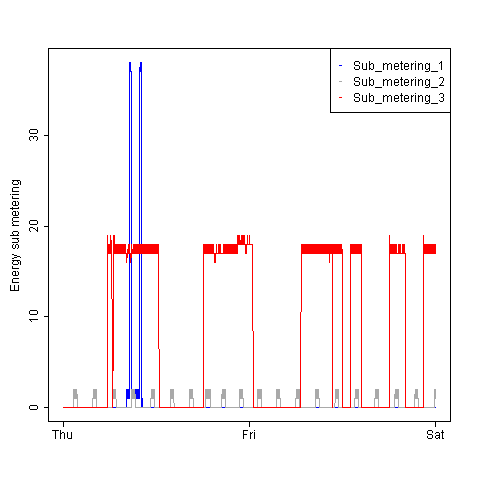 Sub_metering_1
Sub_metering_2
Sub_metering_3
Energy sub metering
30
20
10
0
Thu Fri Sat